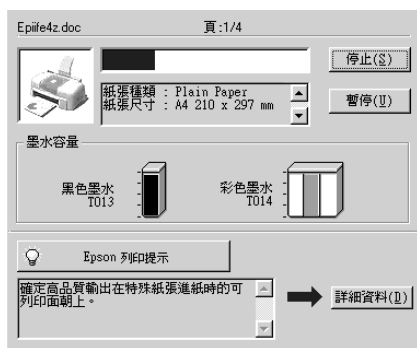 Epiife4z.doc 頁:1/4
停止(S)
紙張種類 : Plain Paper
紙張尺寸 : A4 210 x 297 mm
暫停(U)
墨水容量
黑色墨水
T013
彩色墨水
T014
Epson 列印提示
確定高品質輸出在特殊紙張進紙時的可
列印面朝上。
詳細資料(D)